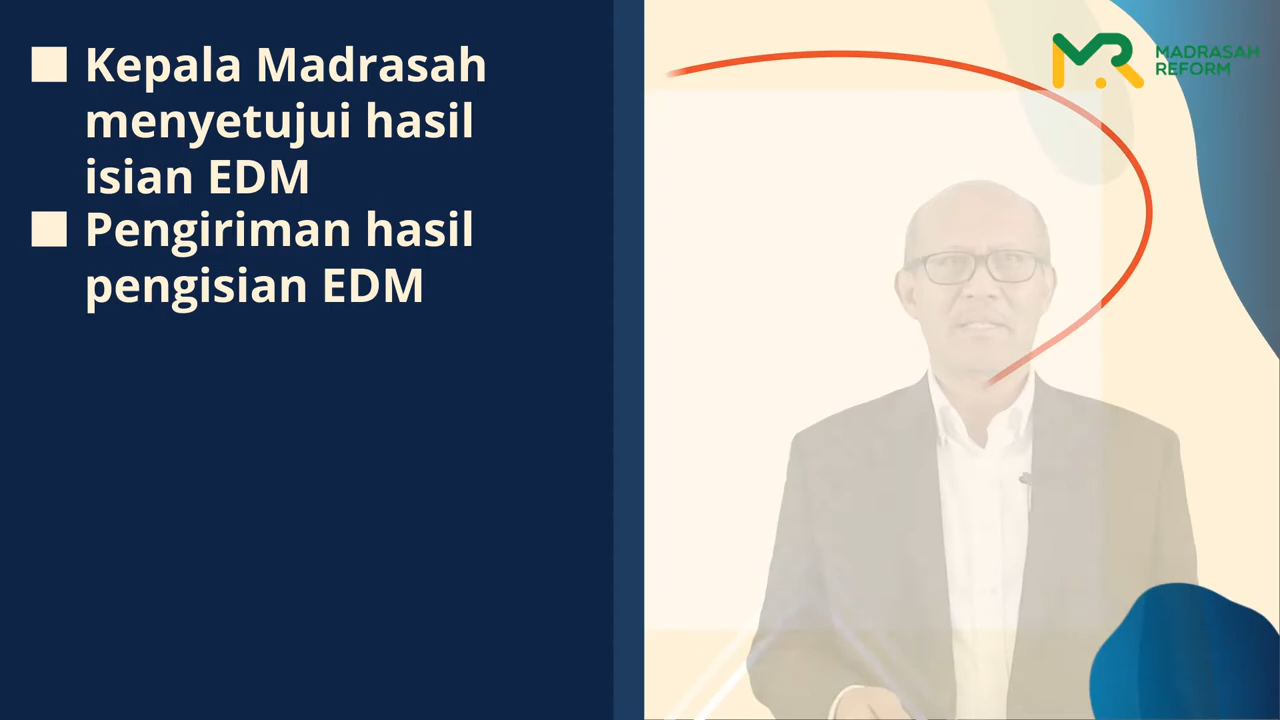 Kepala Madrasah
menyetujui hasil
isian EDM
Pengiriman hasil
pengisian EDM
MADRASAH
REFORM